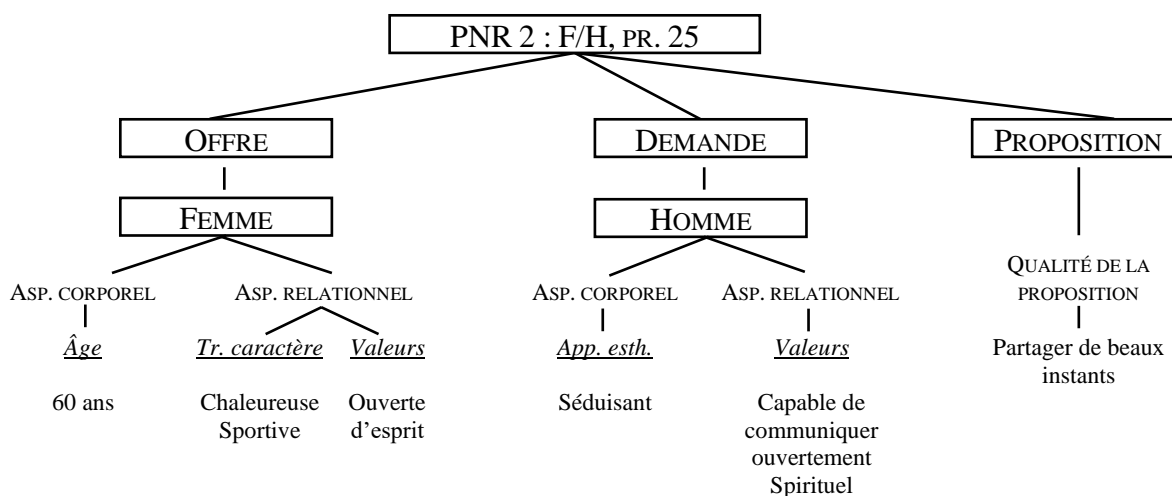 PNR 2 : F/H, PR. 25
OFFRE
DEMANDE
PROPOSITION
FEMME
HOMME
ASP. CORPOREL
ASP. RELATIONNEL
ASP. CORPOREL
ASP. RELATIONNEL
QUALITÉ DE LA
PROPOSITION
Âge
Tr. caractère
Valeurs
App. esth.
Valeurs
Partager de beaux
instants
60 ans
Chaleureuse
Sportive
Ouverte
d’esprit
Séduisant
Capable de
communiquer
ouvertement
Spirituel